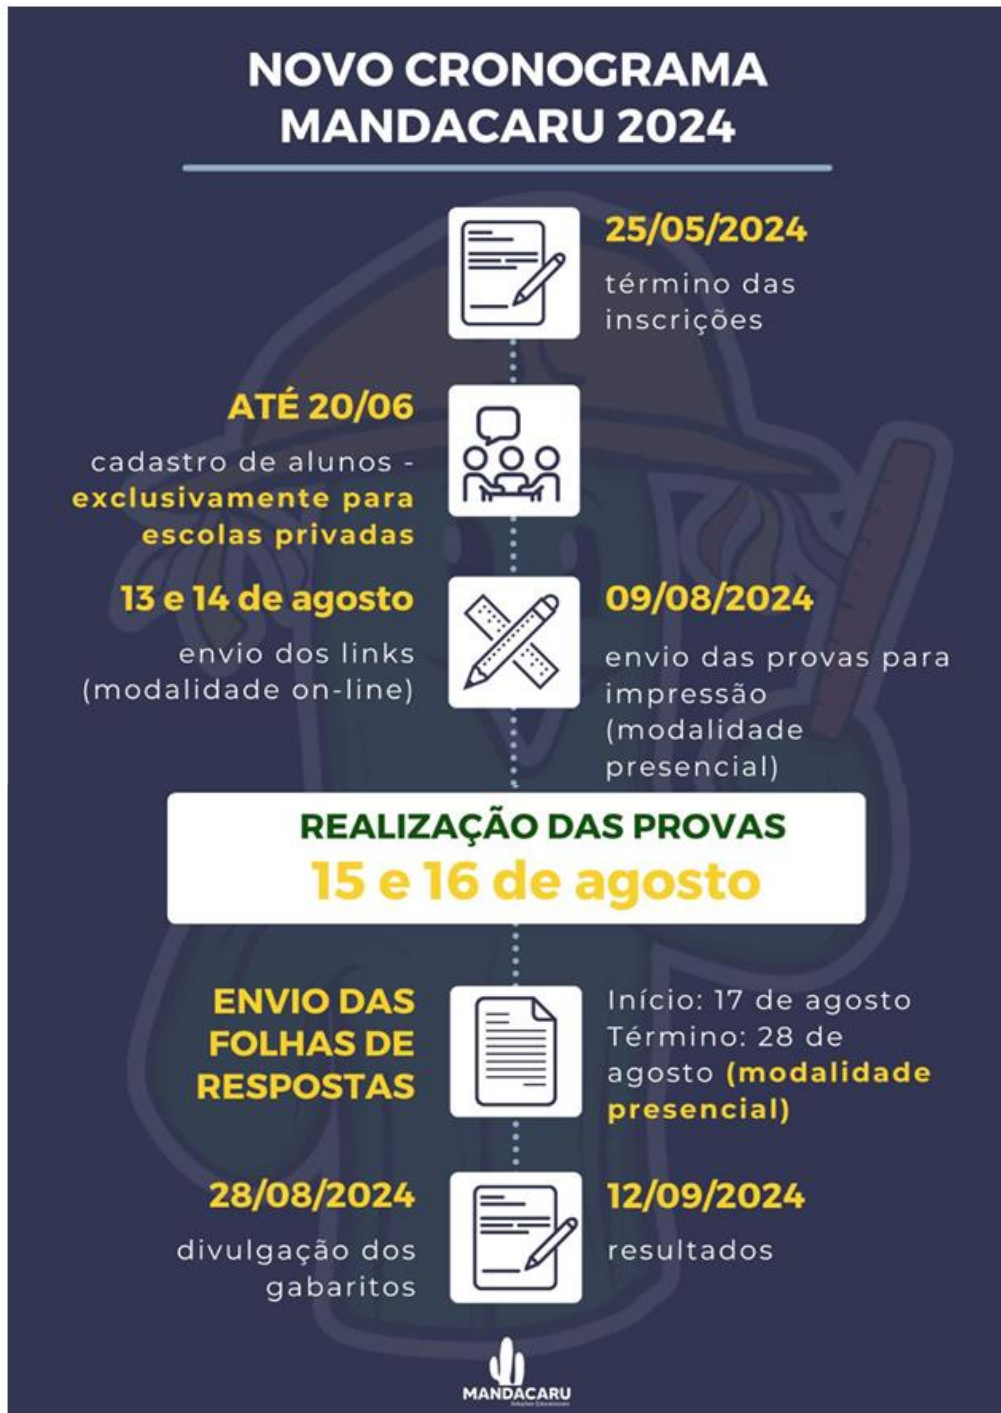 NOVO CRONOGRAMA
MANDACARU 2024
25/05/2024
término das
inscrições
ATÉ 20/06
cadastro de alunos -
exclusivamente para
escolas privadas
13 e 14 de agosto
envio dos links
(modalidade on-line)
09/08/2024
envio das provas para
impressão
(modalidade
presencial)
REALIZAÇÃO DAS PROVAS
15 e 16 de agosto
ENVIO DAS
FOLHAS DE
RESPOSTAS
Início: 17 de agosto
Término: 28 de
agosto (modalidade
presencial)
28/08/2024
divulgação dos
gabaritos
12/09/2024
resultados
MANDACARU
Soluções Educacionais